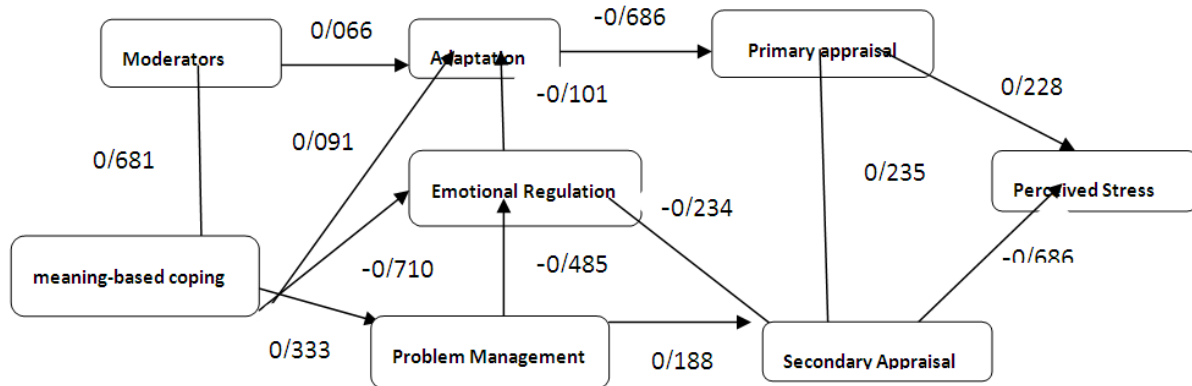 0/066
-0/686
Moderators
Adaptation
Primary appraisal
-0/101
0/228
0/681
0/091
0/235
Emotional Regulation
Perceived Stress
-0/234
meaning-based coping
-0/710
-0/485
-0/686
0/333
Problem Management
0/188
Secondary Appraisal